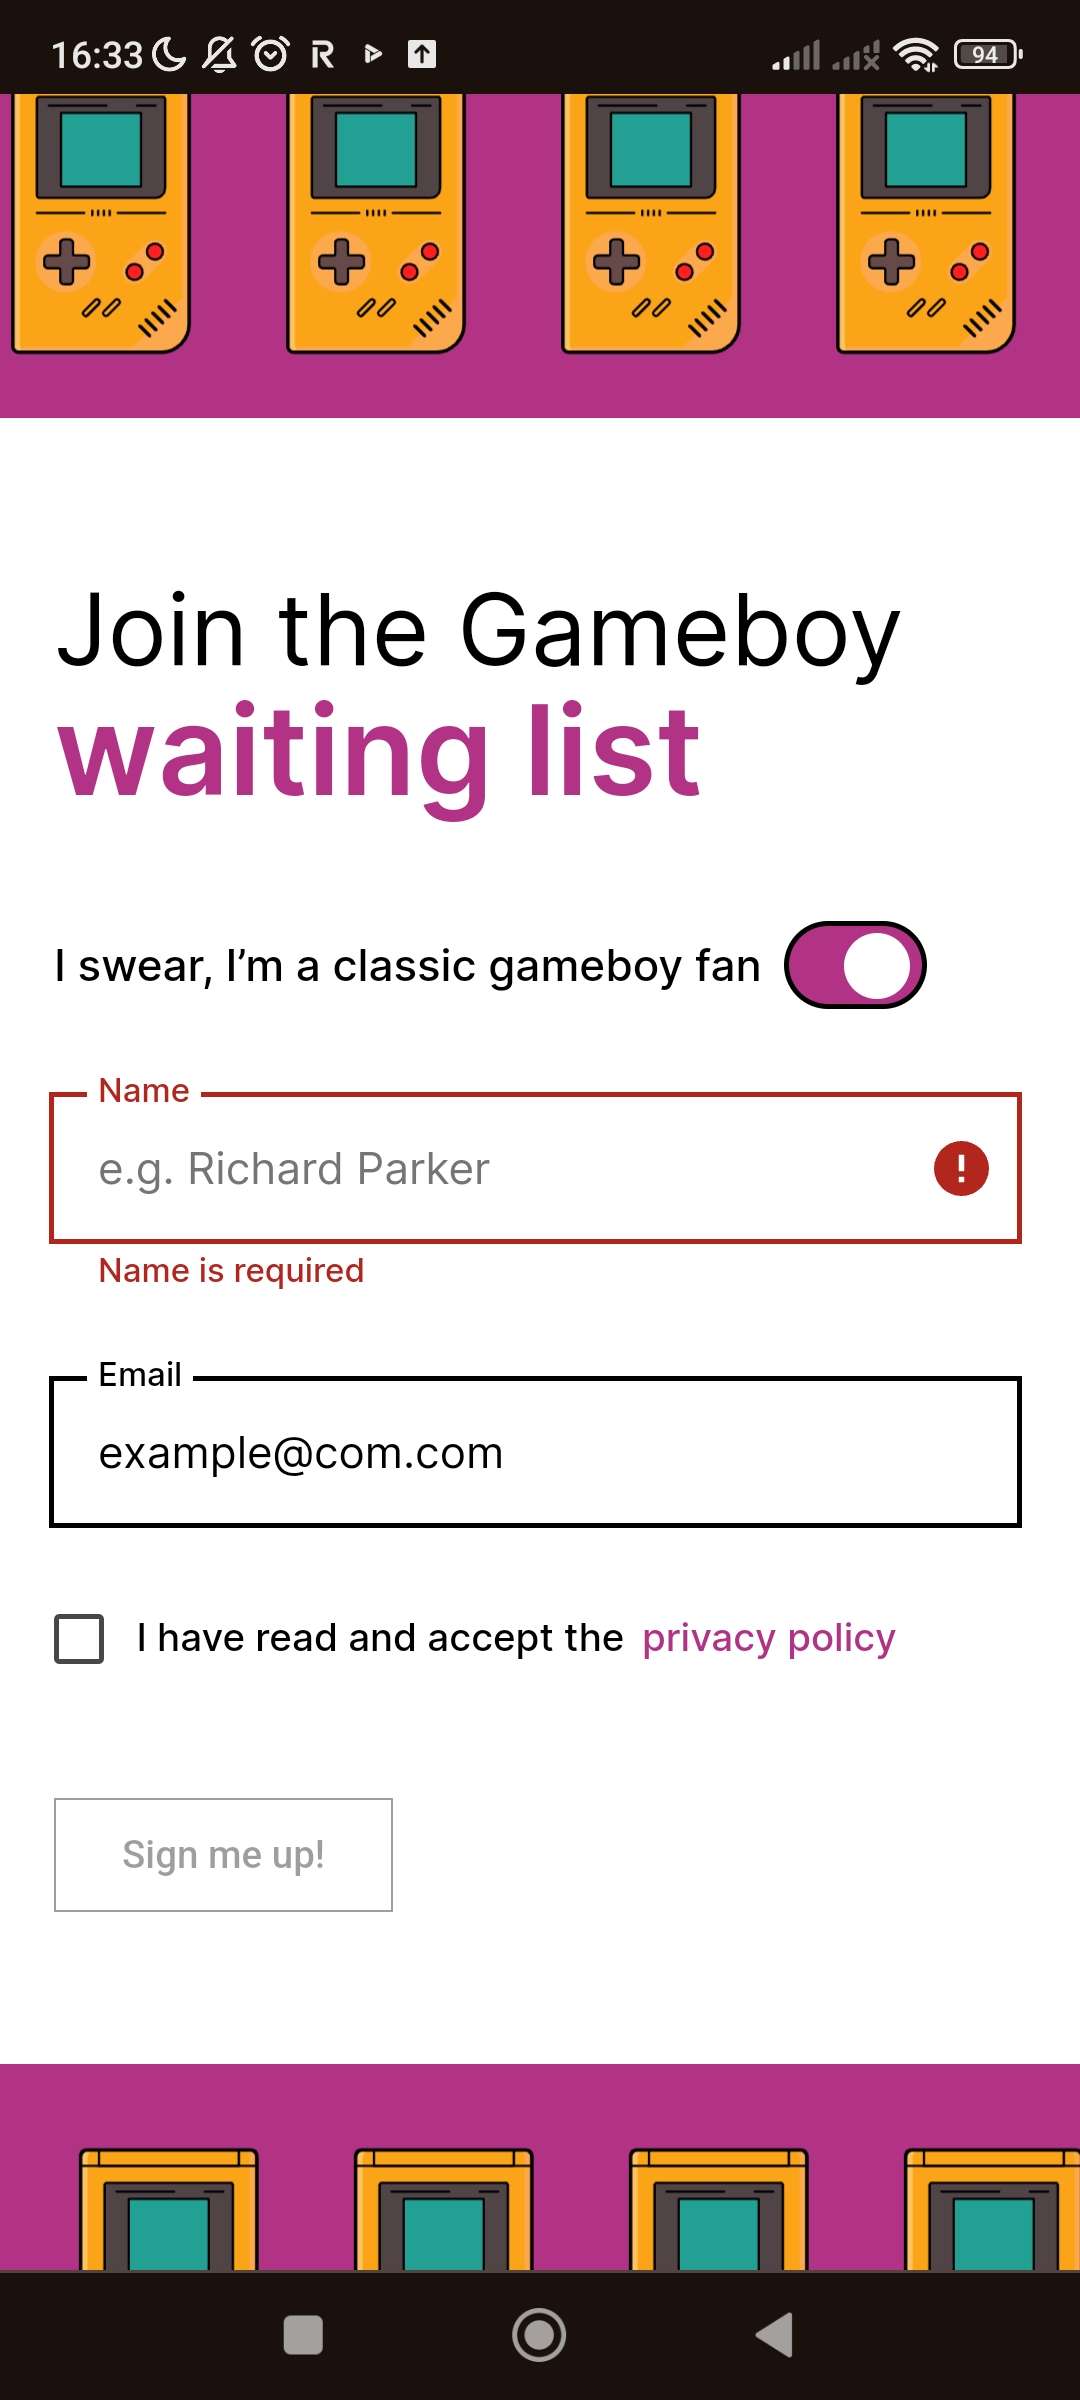 16:33
94
Join the Gameboy
waiting list
I swear, I’m a classic gameboy fan
Name
e.g. Richard Parker
Name is required
Email
example@com.com
I have read and accept the privacy policy
Sign me up!